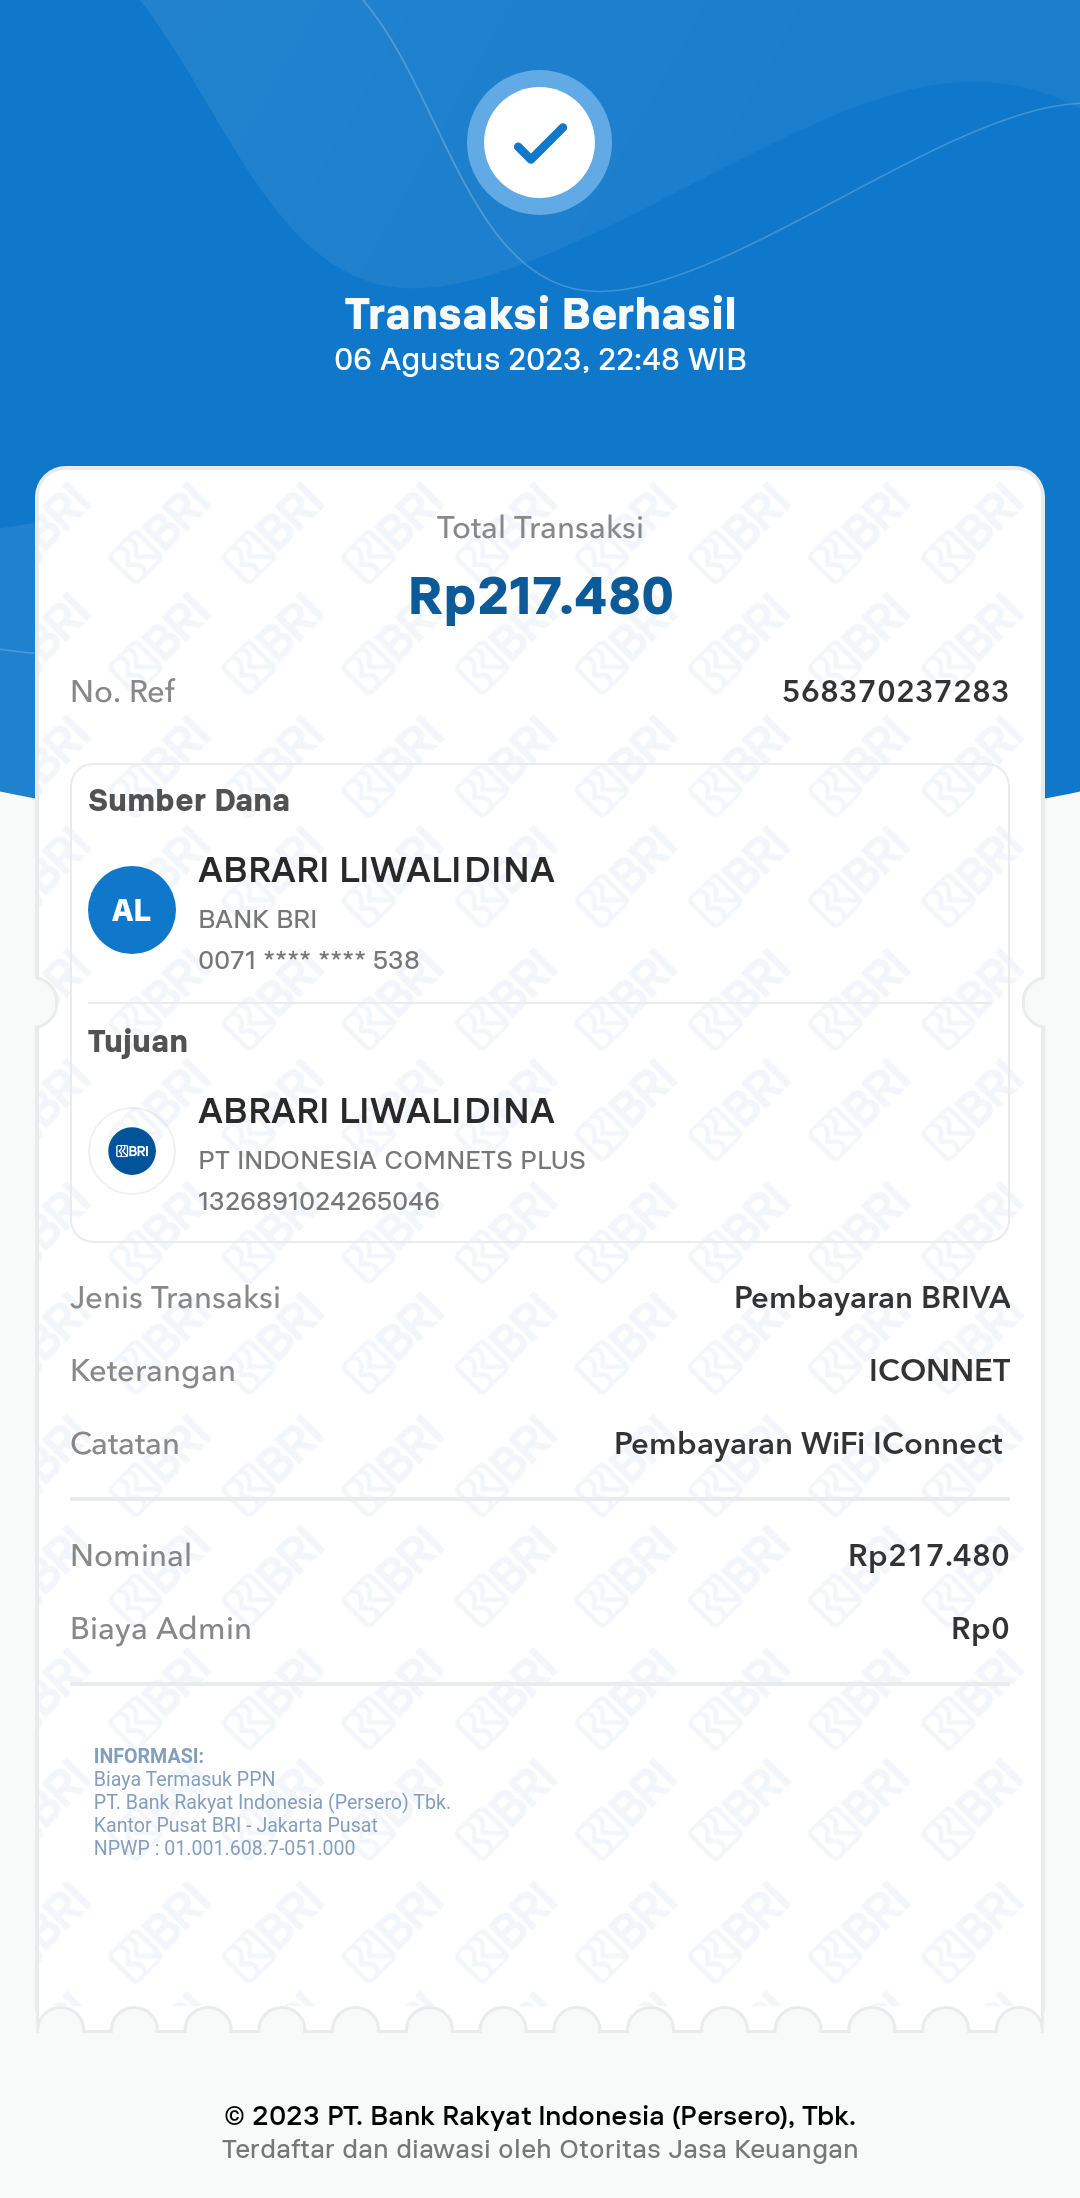 Transaksi Berhasil
06 Agustus 2023, 22:48 WIB
Total Transaksi
Rp217.480
No. Ref 568370237283
Sumber Dana
AL
ABRARI LIWALIDINA
BANK BRI
0071 **** **** 538
Tujuan
BRI
ABRARI LIWALIDINA
PT INDONESIA COMNETS PLUS
1326891024265046
Jenis Transaksi Pembayaran BRIVA
Keterangan ICONNET
Catatan Pembayaran WiFi IConnect
Nominal Rp217.480
Biaya Admin Rp0
INFORMASI:
Biaya Termasuk PPN
PT. Bank Rakyat Indonesia (Persero) Tbk.
Kantor Pusat BRI - Jakarta Pusat
NPWP : 01.001.608.7-051.000
© 2023 PT. Bank Rakyat Indonesia (Persero), Tbk.
Terdaftar dan diawasi oleh Otoritas Jasa Keuangan